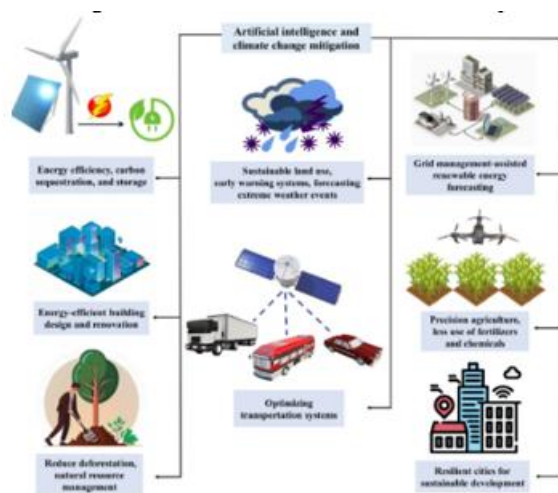 Artificial intelligence and
climate change mitigation
Energy efficiency, carbon
sequestration, and storage
Sustainable land use,
early warning systems, forecasting
extreme weather events
Grid management-assisted
renewable energy
forecasting
Energy-efficient building
design and renovation
Precision agriculture,
less use of fertilizers
and chemicals
Optimizing
transportation systems
Reduce deforestation,
natural resource
management
Resilient cities for
sustainable development